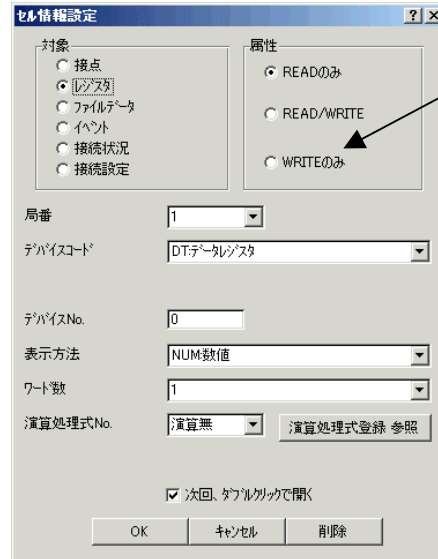 セル情報設定
対象
接点
レジスタ
ファイルデータ
イベント
接続状況
接続設定
属性
READのみ
READ/WRITE
WRITEのみ
局番 1
デバイスコード DT:データレジスタ
デバイスNo. 0
表示方法 NUM:数値
ワード数 1
演算処理式No. 演算無 演算処理式登録 参照
次回、ダブルクリックで開く
OK キャンセル 削除